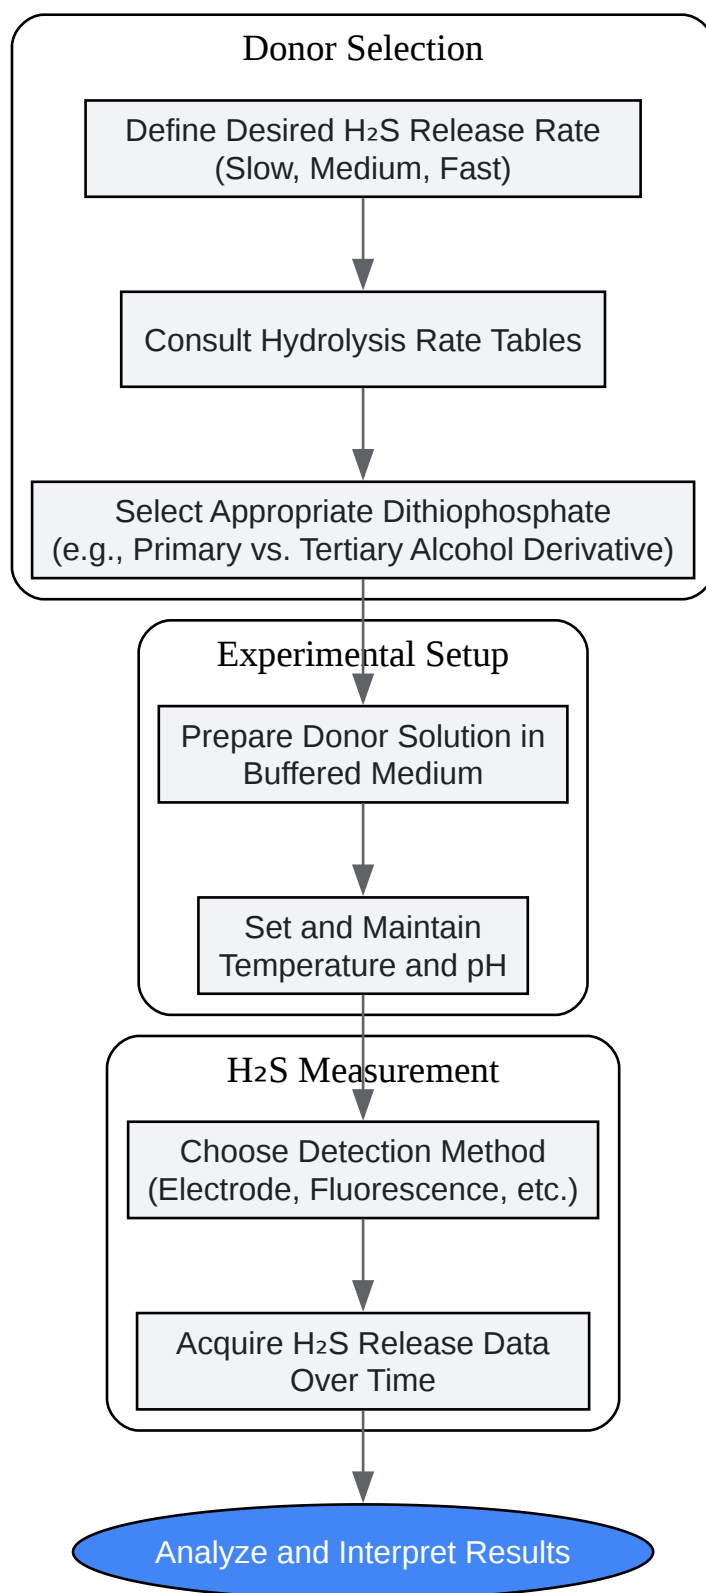 Donor Selection
Define Desired H₂S Release Rate
(Slow, Medium, Fast)
Consult Hydrolysis Rate Tables
Select Appropriate Dithiophosphate
(e.g., Primary vs. Tertiary Alcohol Derivative)
Experimental Setup
Prepare Donor Solution in
Buffered Medium
Set and Maintain
Temperature and pH
H₂S Measurement
Choose Detection Method
(Electrode, Fluorescence, etc.)
Acquire H₂S Release Data
Over Time
Analyze and Interpret Results